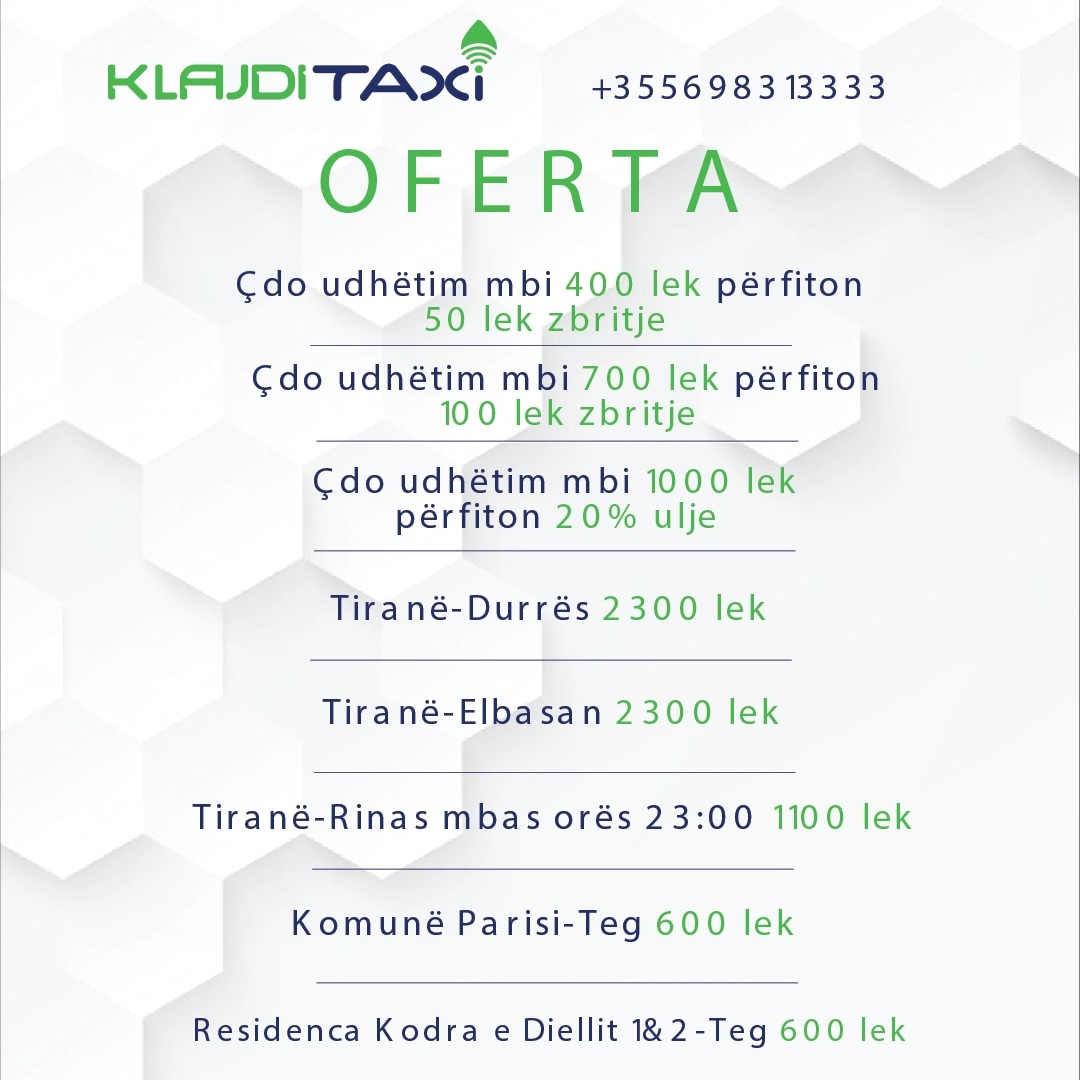 KLAJDITAXI
+355698313333
OFERTA
Çdo udhëtim mbi 400 lek përfiton
50 lek zbritje
Çdo udhëtim mbi 700 lek përfiton
100 lek zbritje
Çdo udhëtim mbi 1000 lek
përfiton 20% ulje
Tiranë-Durrës 2300 lek
Tiranë-Elbasan 2300 lek
Tiranë-Rinas mbas orës 23:00 1100 lek
Komunë Parisi-Teg 600 lek
Residenca Kodra e Diellit 1&2-Teg 600 lek